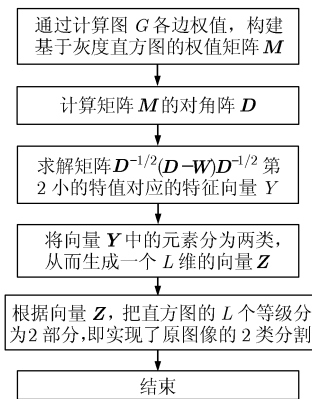 通过计算图 G 各边权值，构建
基于灰度直方图的权值矩阵 M
计算矩阵 M 的对角阵 D
求解矩阵 D^{-1/2}(D-W)D^{-1/2} 第
2 小的特值对应的特征向量 Y
将向量 Y 中的元素分为两类，
从而生成一个 L 维的向量 Z
根据向量 Z，把直方图的 L 个等级分
为2 部分,即实现了原图像的 2 类分割
结束